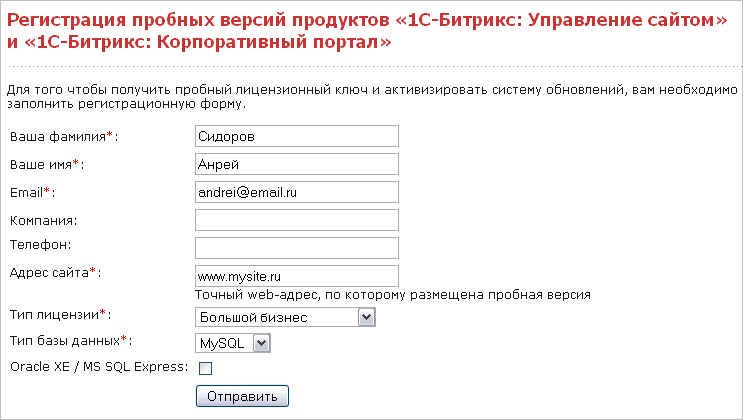 Регистрация пробных версий продуктов «1С-Битрикс: Управление сайтом»
и «1С-Битрикс: Корпоративный портал»
Для того чтобы получить пробный лицензионный ключ и активизировать систему обновлений, вам необходимо
заполнить регистрационную форму.
Ваша фамилия*: Сидоров
Ваше имя*: Анрей
Email*: andrei@email.ru
Компания:
Телефон:
Адрес сайта*: www.mysite.ru
Точный web-адрес, по которому размещена пробная версия
Тип лицензии*: Большой бизнес
Тип базы данных*: MySQL
Oracle XE / MS SQL Express:
Отправить